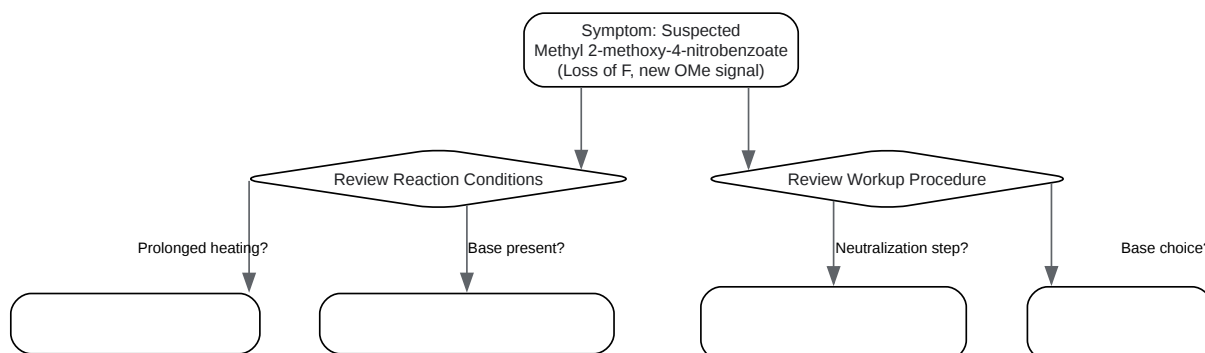 Symptom: Suspected
Methyl 2-methoxy-4-nitrobenzoate
(Loss of F, new OMe signal)
Review Reaction Conditions
Review Workup Procedure
Prolonged heating?
Base present?
Neutralization step?
Base choice?